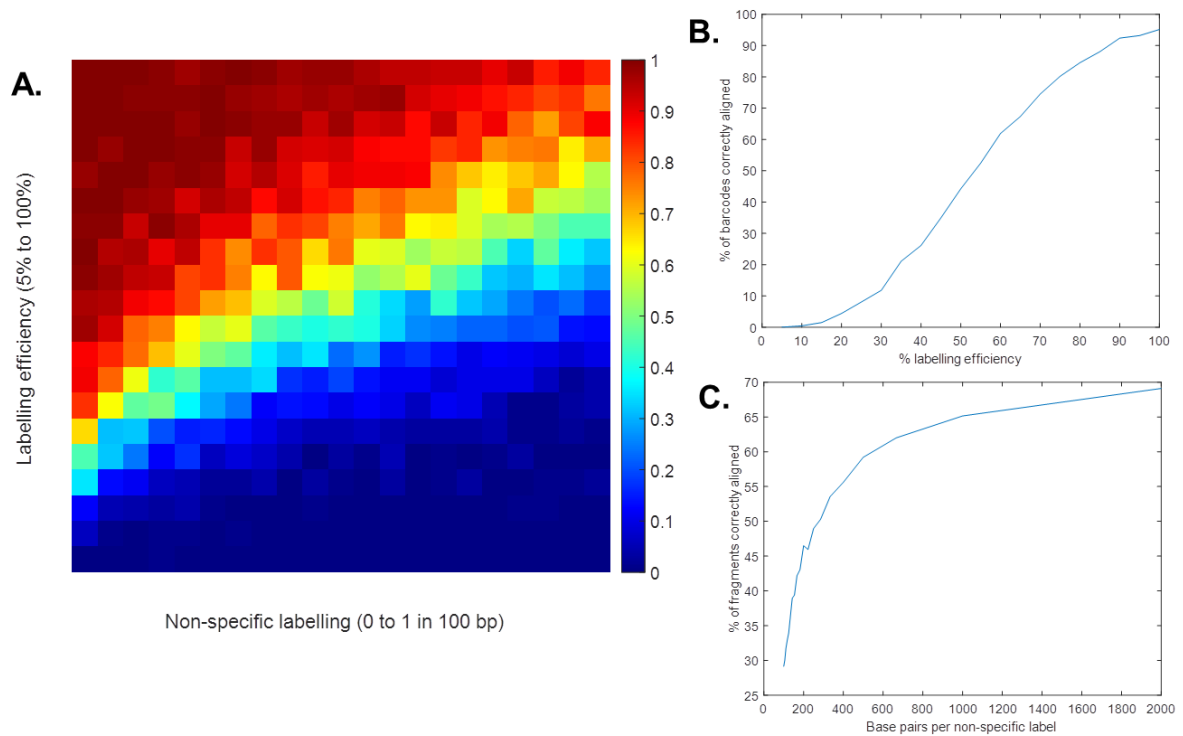 A.
Labelling efficiency (5% to 100%)
Non-specific labelling (0 to 1 in 100 bp)
1
0.9
0.8
0.7
0.6
0.5
0.4
0.3
0.2
0.1
0
B.
% of barcodes correctly aligned
100
90
80
70
60
50
40
30
20
10
0
0 10 20 30 40 50 60 70 80 90 100
% labelling efficiency
C.
% of fragments correctly aligned
70
65
60
55
50
45
40
35
30
25
0 200 400 600 800 1000 1200 1400 1600 1800 2000
Base pairs per non-specific label